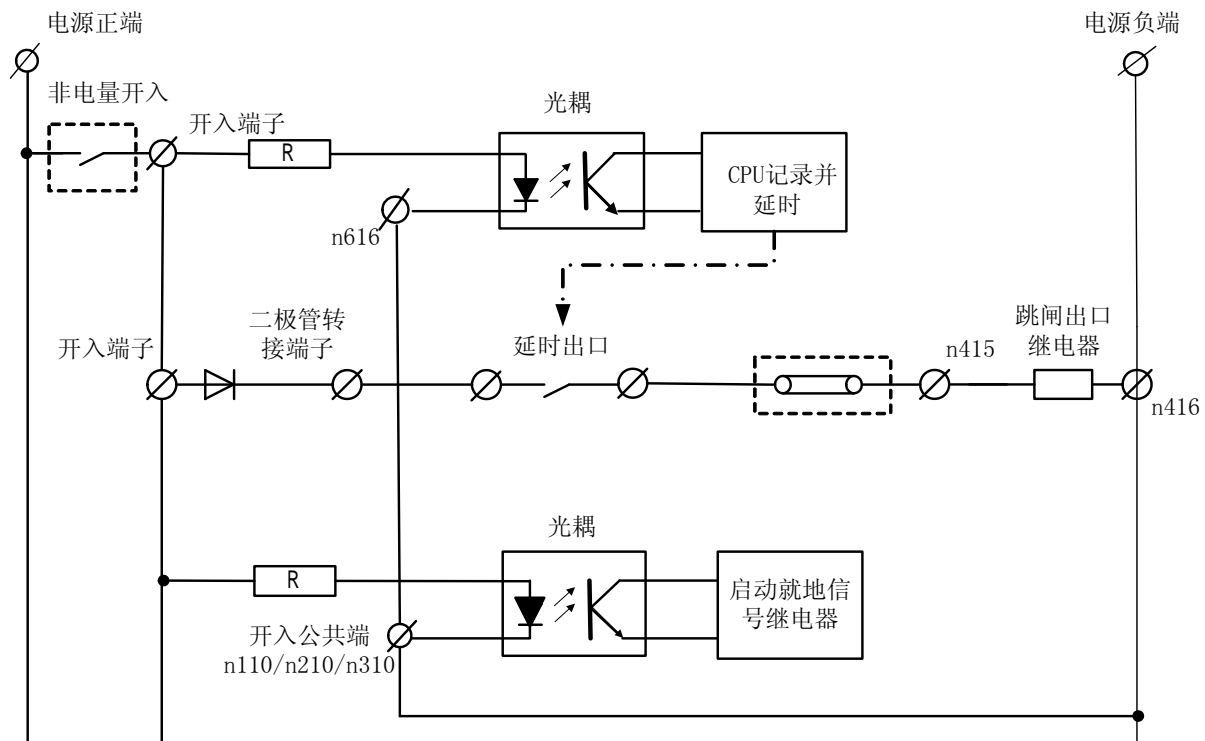 电源正端
电源负端
非电量开入
开入端子
光耦
R
CPU记录并
延时
n616
二极管转
接端子
开入端子
延时出口
跳闸出口
继电器
n415
n416
光耦
R
启动就地信
号继电器
开入公共端
n110/n210/n310